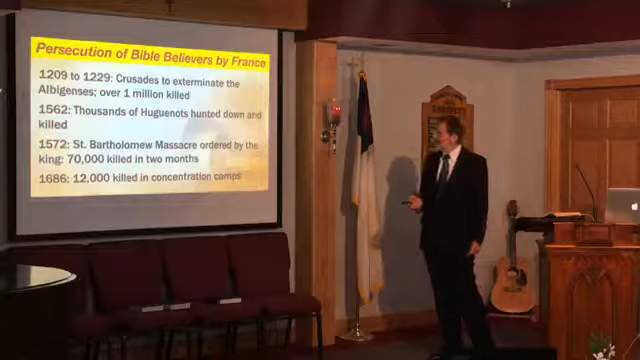 Persecution of Bible Believers by France
1209 to 1229: Crusades to exterminate the
Albigenses; over 1 million killed
1562: Thousands of Huguenots hunted down and
killed
1572: St. Bartholomew Massacre ordered by the
king: 70,000 killed in two months
1686: 12,000 killed in concentration camps